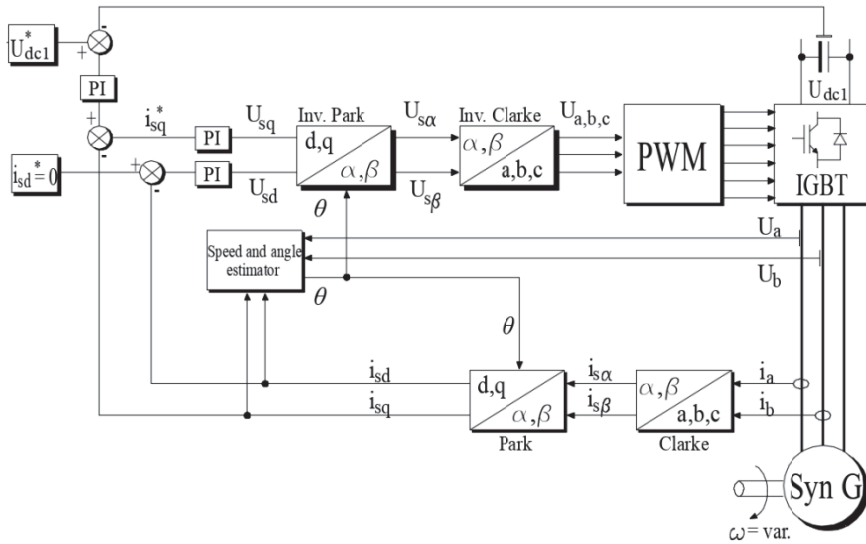 U*dc1
+
-
PI
+
-
i*sq
PI
Usq
Inv. Park
d,q
α,β
Usα
Usβ
Inv. Clarke
α,β
a,b,c
Ua,b,c
PWM
Udc1
IGBT
i*sd=0
+
-
PI
Usd
θ
Speed and angle
estimator
θ
Ua
Ub
θ
isd
isq
d,q
α,β
Park
isα
isβ
α,β
a,b,c
Clarke
ia
ib
Syn G
ω=var.